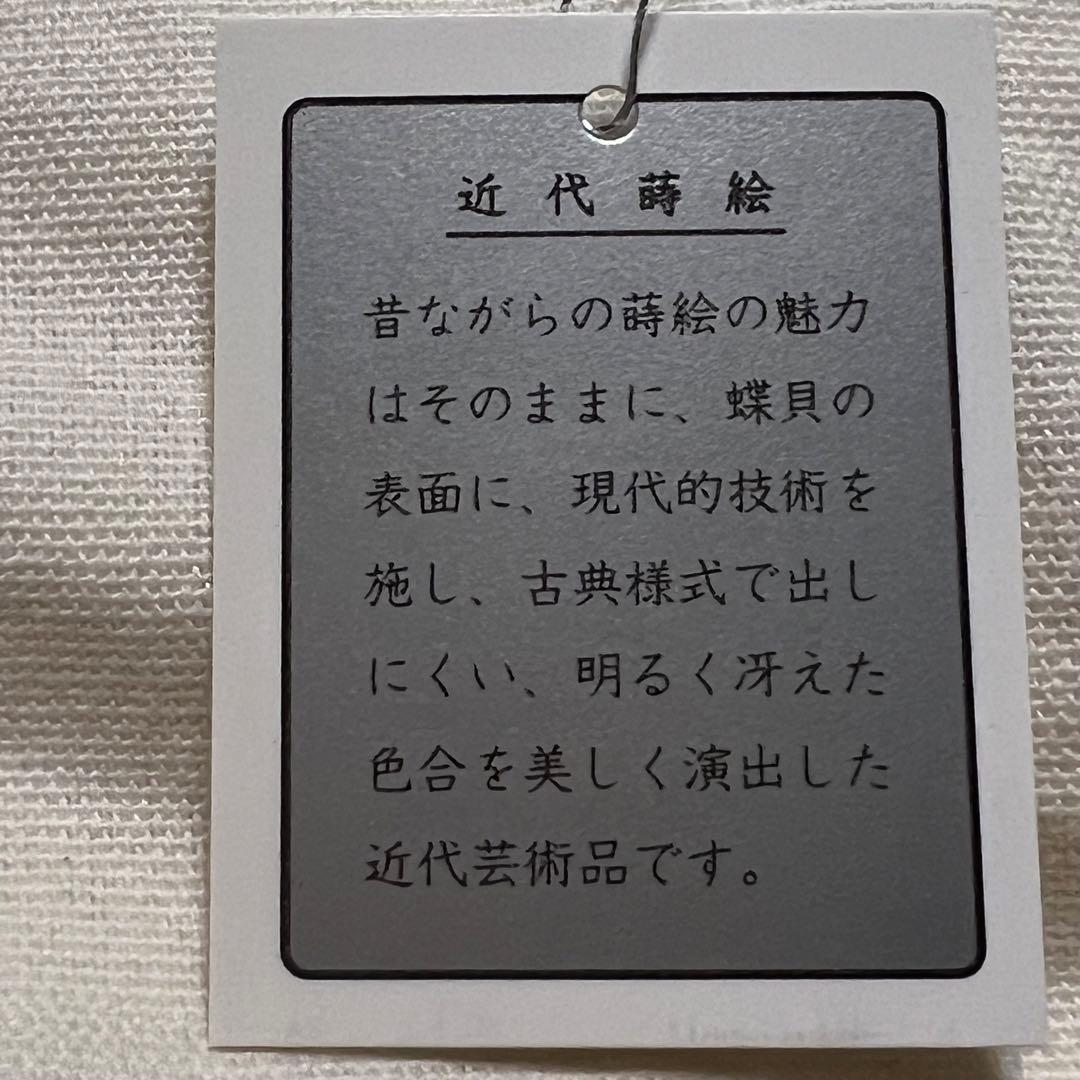 近代蒔絵
昔ながらの蒔絵の魅力
はそのままに、蝶貝の
表面に、現代的技術を
施し、古典様式で出し
にくい、明るく冴えた
色合を美しく演出した
近代芸術品です。